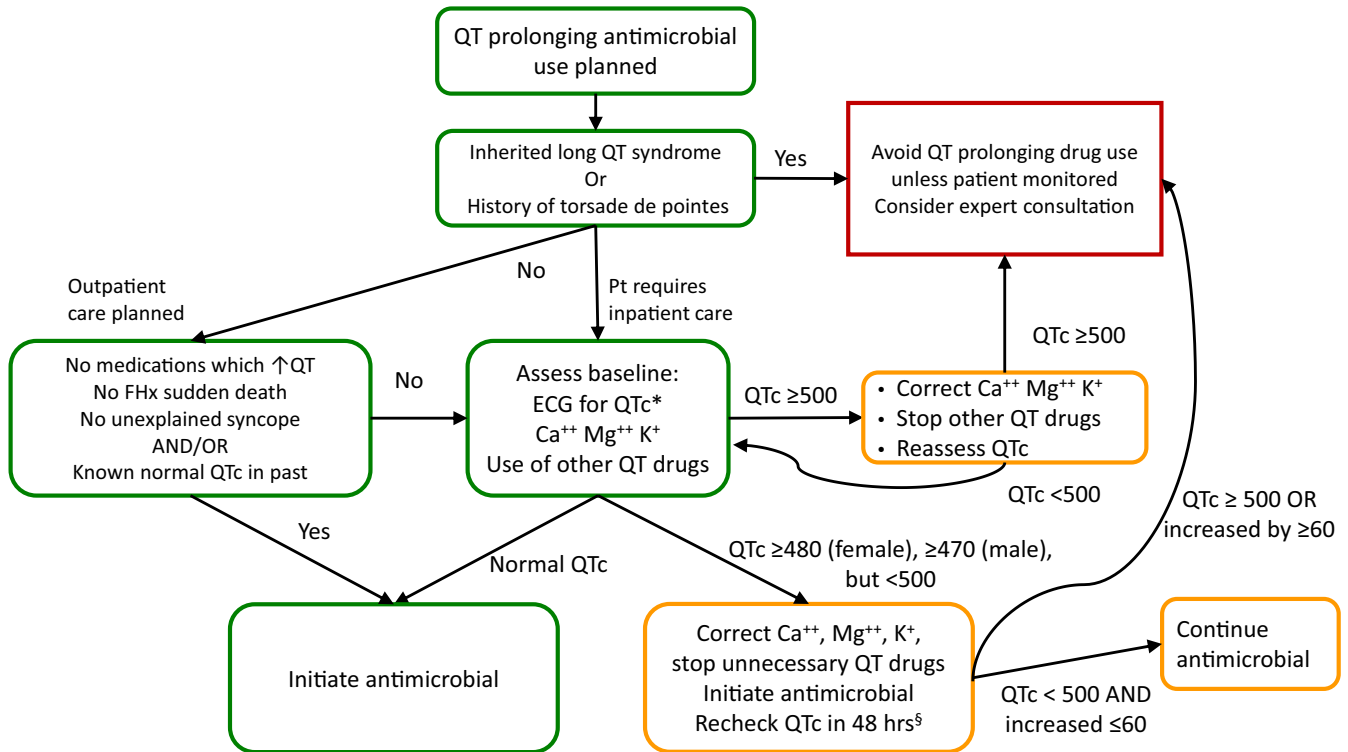 QT prolonging antimicrobial
use planned
Inherited long QT syndrome
Or
History of torsade de pointes
Yes
Avoid QT prolonging drug use
unless patient monitored
Consider expert consultation
No
Outpatient
care planned
Pt requires
inpatient care
No medications which ↑QT
No FHx sudden death
No unexplained syncope
AND/OR
Known normal QTc in past
No
Assess baseline:
ECG for QTc*
Ca⁺⁺ Mg⁺⁺ K⁺
Use of other QT drugs
QTc ≥500
QTc ≥500
• Correct Ca⁺⁺ Mg⁺⁺ K⁺
• Stop other QT drugs
• Reassess QTc
QTc <500
QTc ≥ 500 OR
increased by ≥60
Yes
Normal QTc
QTc ≥480 (female), ≥470 (male),
but <500
Initiate antimicrobial
Correct Ca⁺⁺, Mg⁺⁺, K⁺,
stop unnecessary QT drugs
Initiate antimicrobial
Recheck QTc in 48 hrs§
QTc < 500 AND
increased ≤60
Continue
antimicrobial